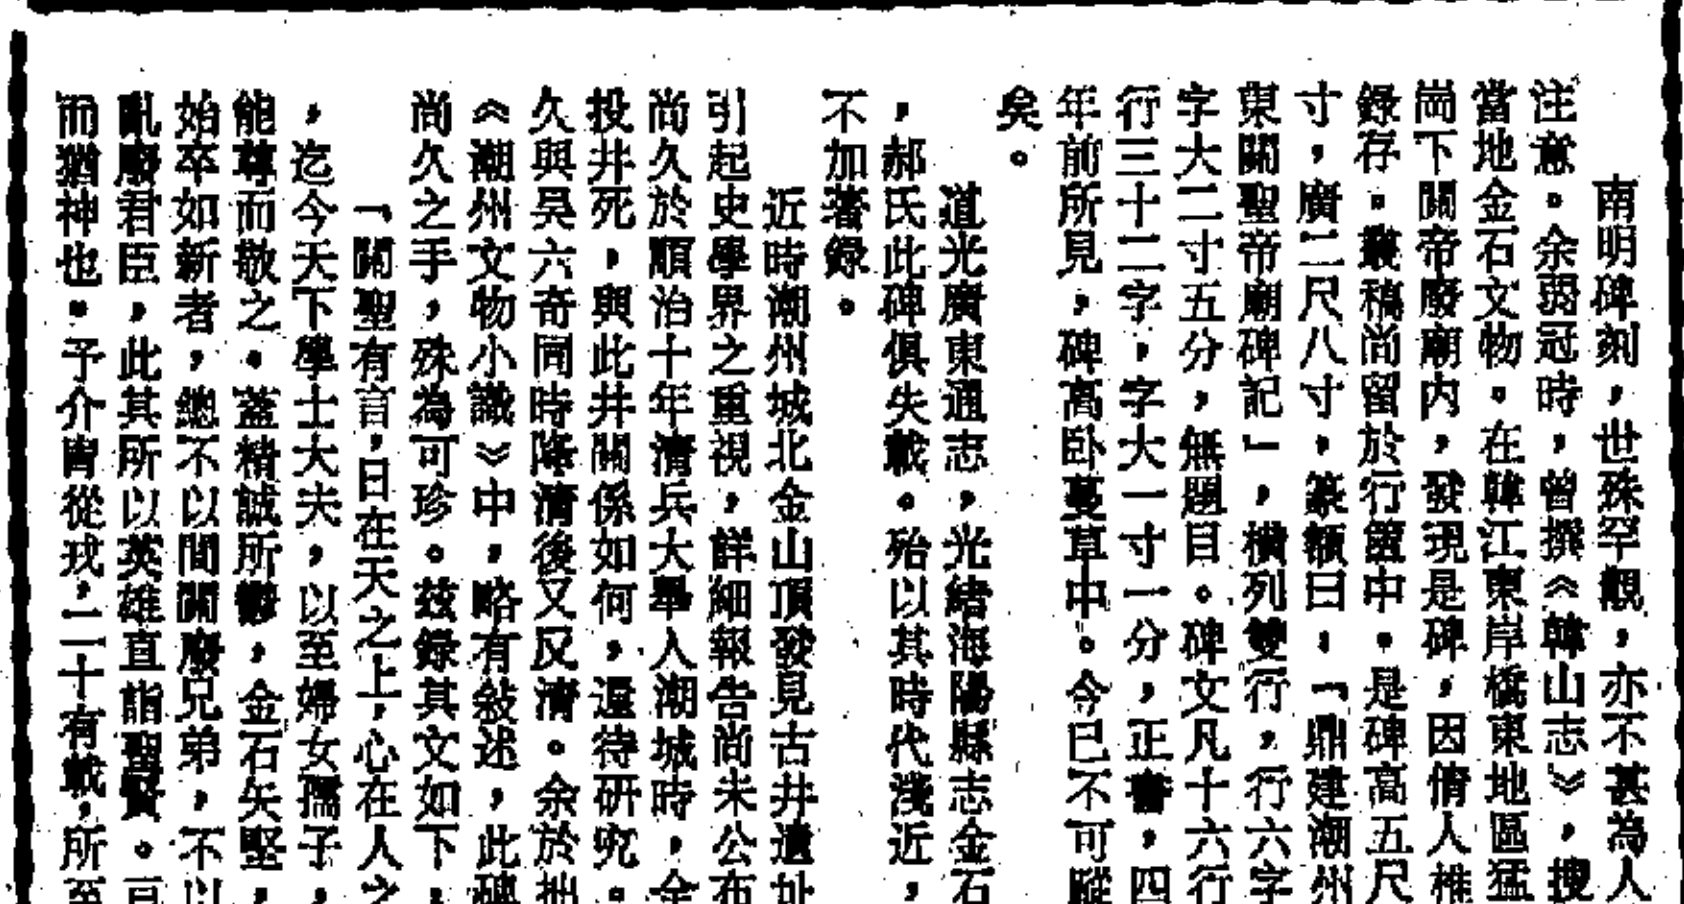 南明碑刻，世殊罕覯，亦不甚為人
注意。余弱冠時，曾撰《韓山志》，搜
當地金石文物。在韓江東岸橋東地區猛
崗下關帝廢廟內，發現是碑，因倩人椎
錄存。叢稿尚留於行篋中。是碑高五尺
寸，廣二尺八寸，篆額曰：「鼎建潮州
東關聖帝廟碑記」，橫列雙行，行六字
字大二寸五分，無題目。碑文凡十六行
行三十二字，字大一寸一分，正書，四
年前所見，碑高卧蔓草中。今已不可蹤
矣。
道光廣東通志，光緒海陽縣志金石
，郝氏此碑俱失載。殆以其時代淺近，
不加著錄。
近時潮州城北金山頂發見古井遺址
引起史學界之重視，詳細報告尚未公布
尚久於順治十年清兵大舉人潮城時，全
投井死，與此井關係如何，還待研究。
久與吳六奇同時降清後又反清。余於拙
《潮州文物小識》中，略有敍述，此碑
尚久之手，殊為可珍。茲錄其文如下：
「關聖有言，日在天之上，心在人之
，迄今天下學士大夫，以至婦女孺子，
能尊而敬之。蓋精誠所鬱，金石矢堅，
始卒如新者，總不以間關廢兄弟，不以
亂廢君臣，此其所以英雄直詣聖賢。百
而猶神也。予介冑從戎，二十有載，所至